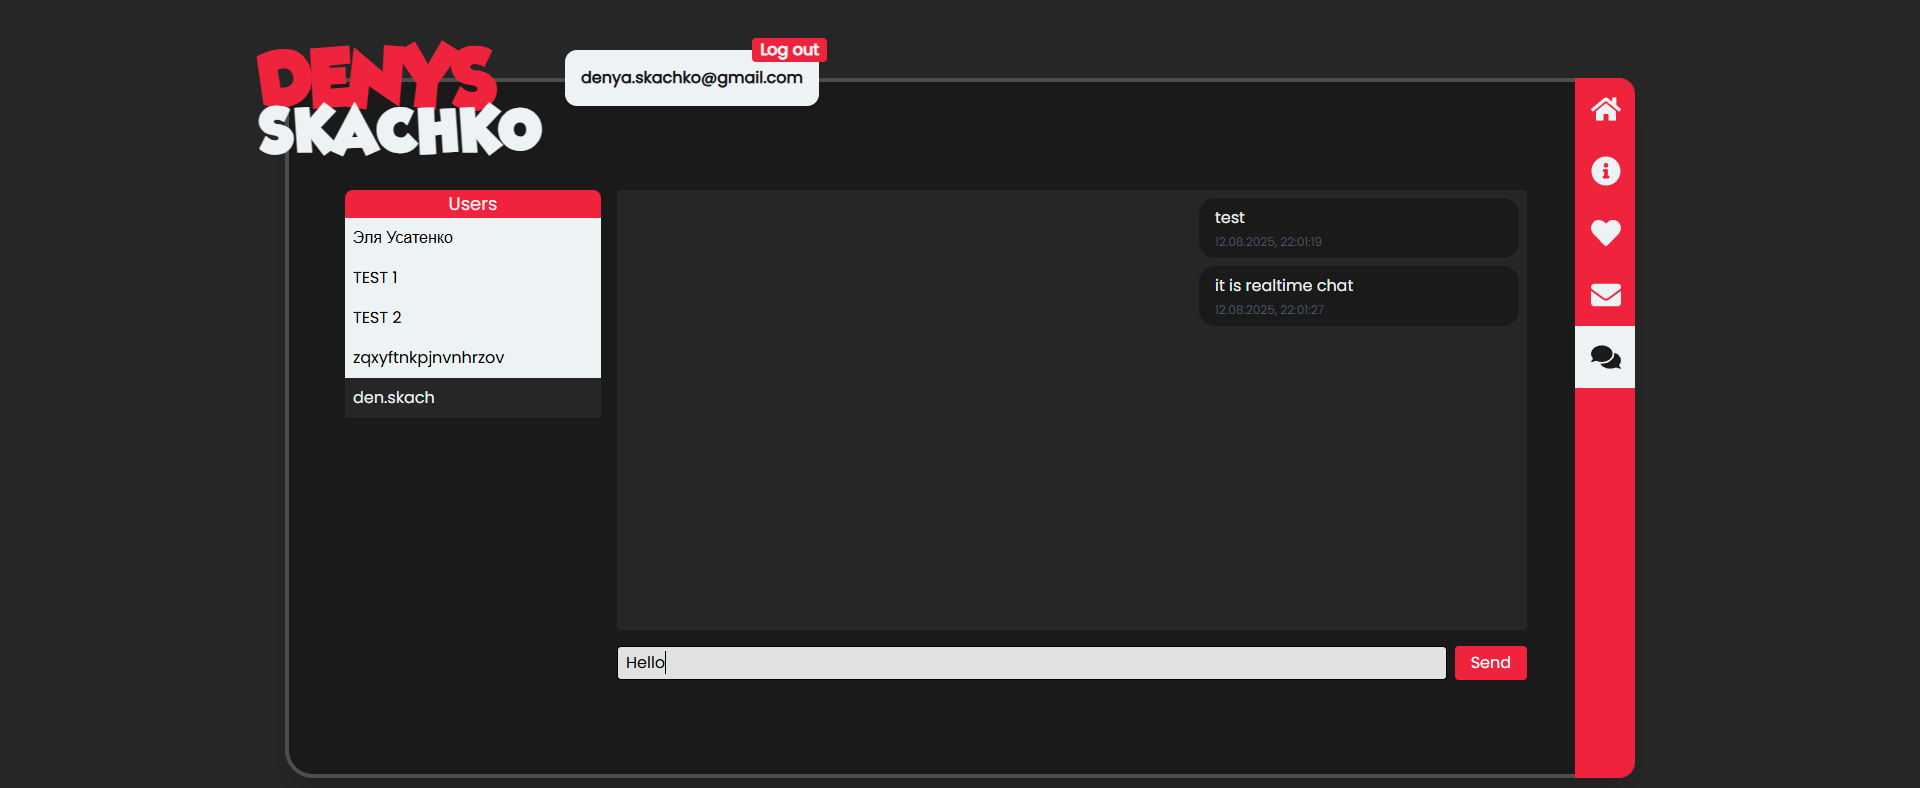 DENYS
SKACHKO
Log out
denya.skachko@gmail.com
Users
Эля Усатенко
TEST 1
TEST 2
zqxyftnkpjnvnhrzov
den.skach
test
12.08.2025, 22:01:19
it is realtime chat
12.08.2025, 22:01:27
Hello
Send